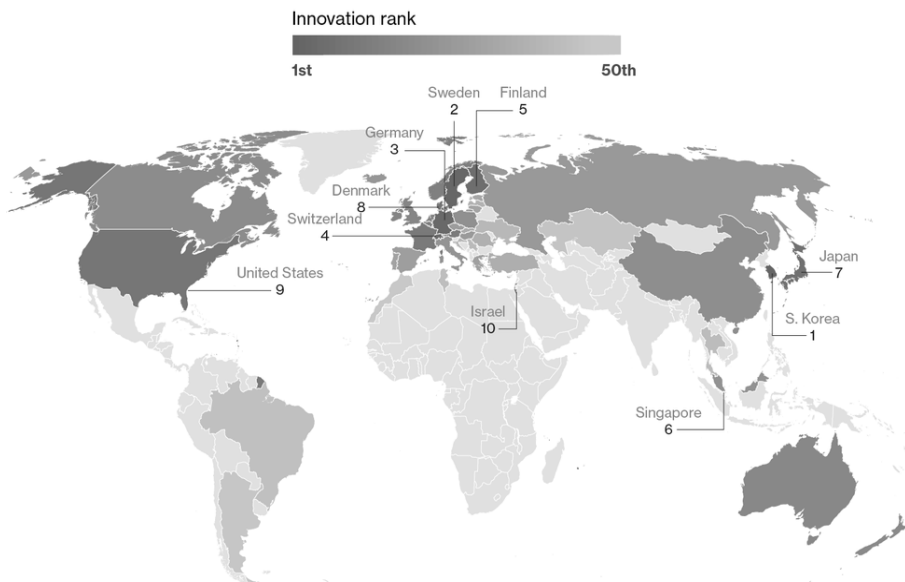 Innovation rank
1st 50th
Sweden
2
Finland
5
Germany
3
Denmark
8
Switzerland
4
United States
9
Israel
10
Japan
7
S. Korea
1
Singapore
6